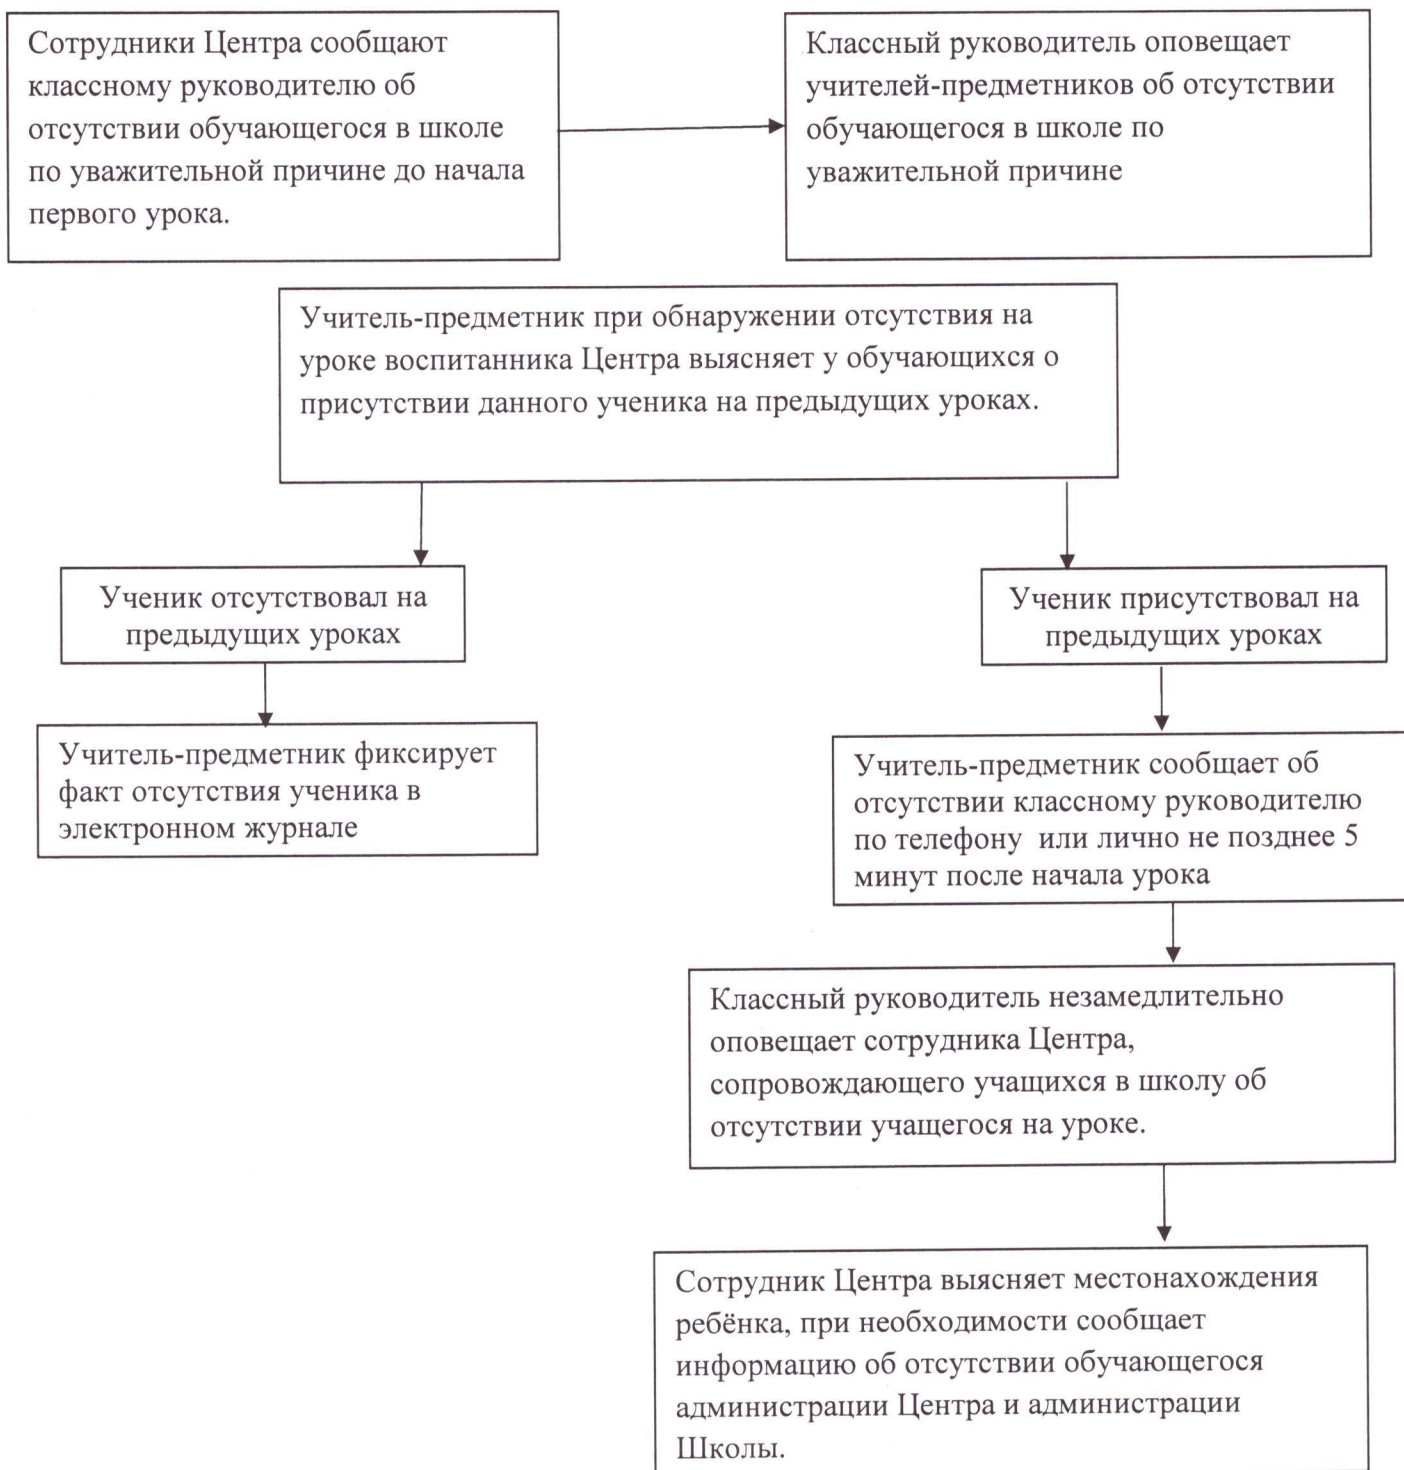 Сотрудники Центра сообщают
классному руководителю об
отсутствии обучающегося в школе
по уважительной причине до начала
первого урока.
Классный руководитель оповещает
учителей-предметников об отсутствии
обучающегося в школе по
уважительной причине
Учитель-предметник при обнаружении отсутствия на
уроке воспитанника Центра выясняет у обучающихся о
присутствии данного ученика на предыдущих уроках.
Ученик отсутствовал на
предыдущих уроках
Ученик присутствовал на
предыдущих уроках
Учитель-предметник фиксирует
факт отсутствия ученика в
электронном журнале
Учитель-предметник сообщает об
отсутствии классному руководителю
по телефону  или лично не позднее 5
минут после начала урока
Классный руководитель незамедлительно
оповещает сотрудника Центра,
сопровождающего учащихся в школу об
отсутствии учащегося на уроке.
Сотрудник Центра выясняет местонахождения
ребёнка, при необходимости сообщает
информацию об отсутствии обучающегося
администрации Центра и администрации
Школы.